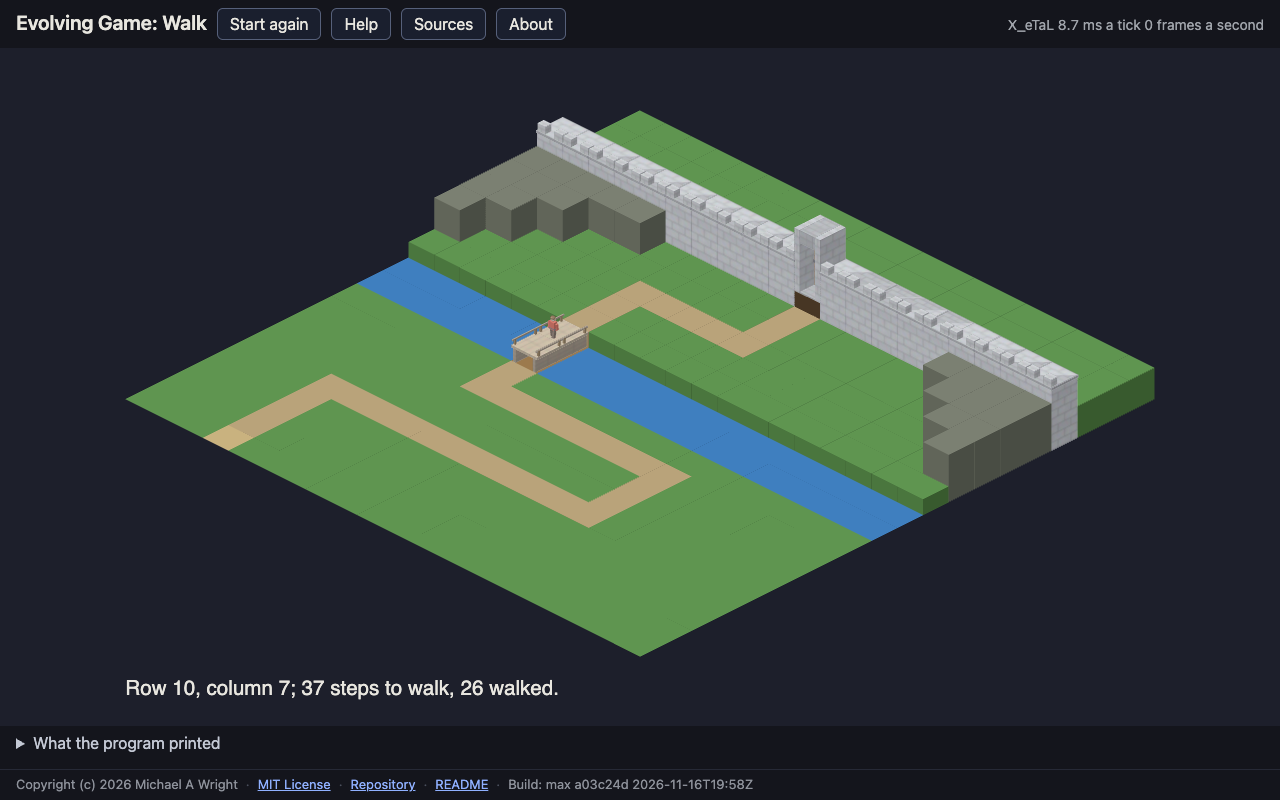 Evolving Game: Walk Start again Help Sources About X_eTaL 8.7 ms a tick 0 frames a second
Row 10, column 7; 37 steps to walk, 26 walked.
What the program printed
Copyright (c) 2026 Michael A Wright · MIT License · Repository · README · Build: max a03c24d 2026-11-16T19:58Z